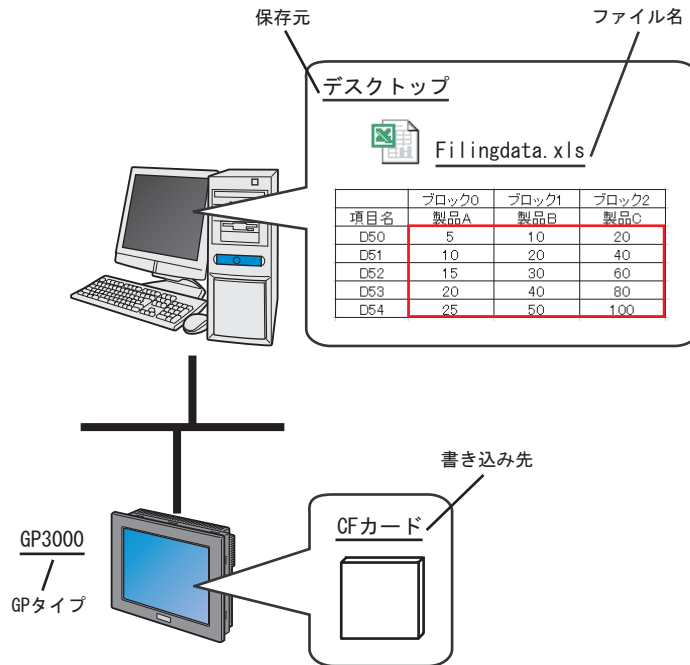 保存元
ファイル名
デスクトップ
Filingdata.xls
ブロック0 ブロック1 ブロック2
項目名 製品A 製品B 製品C
D50 5 10 20
D51 10 20 40
D52 15 30 60
D53 20 40 80
D54 25 50 100
書き込み先
CFカード
GP3000
GPタイプ